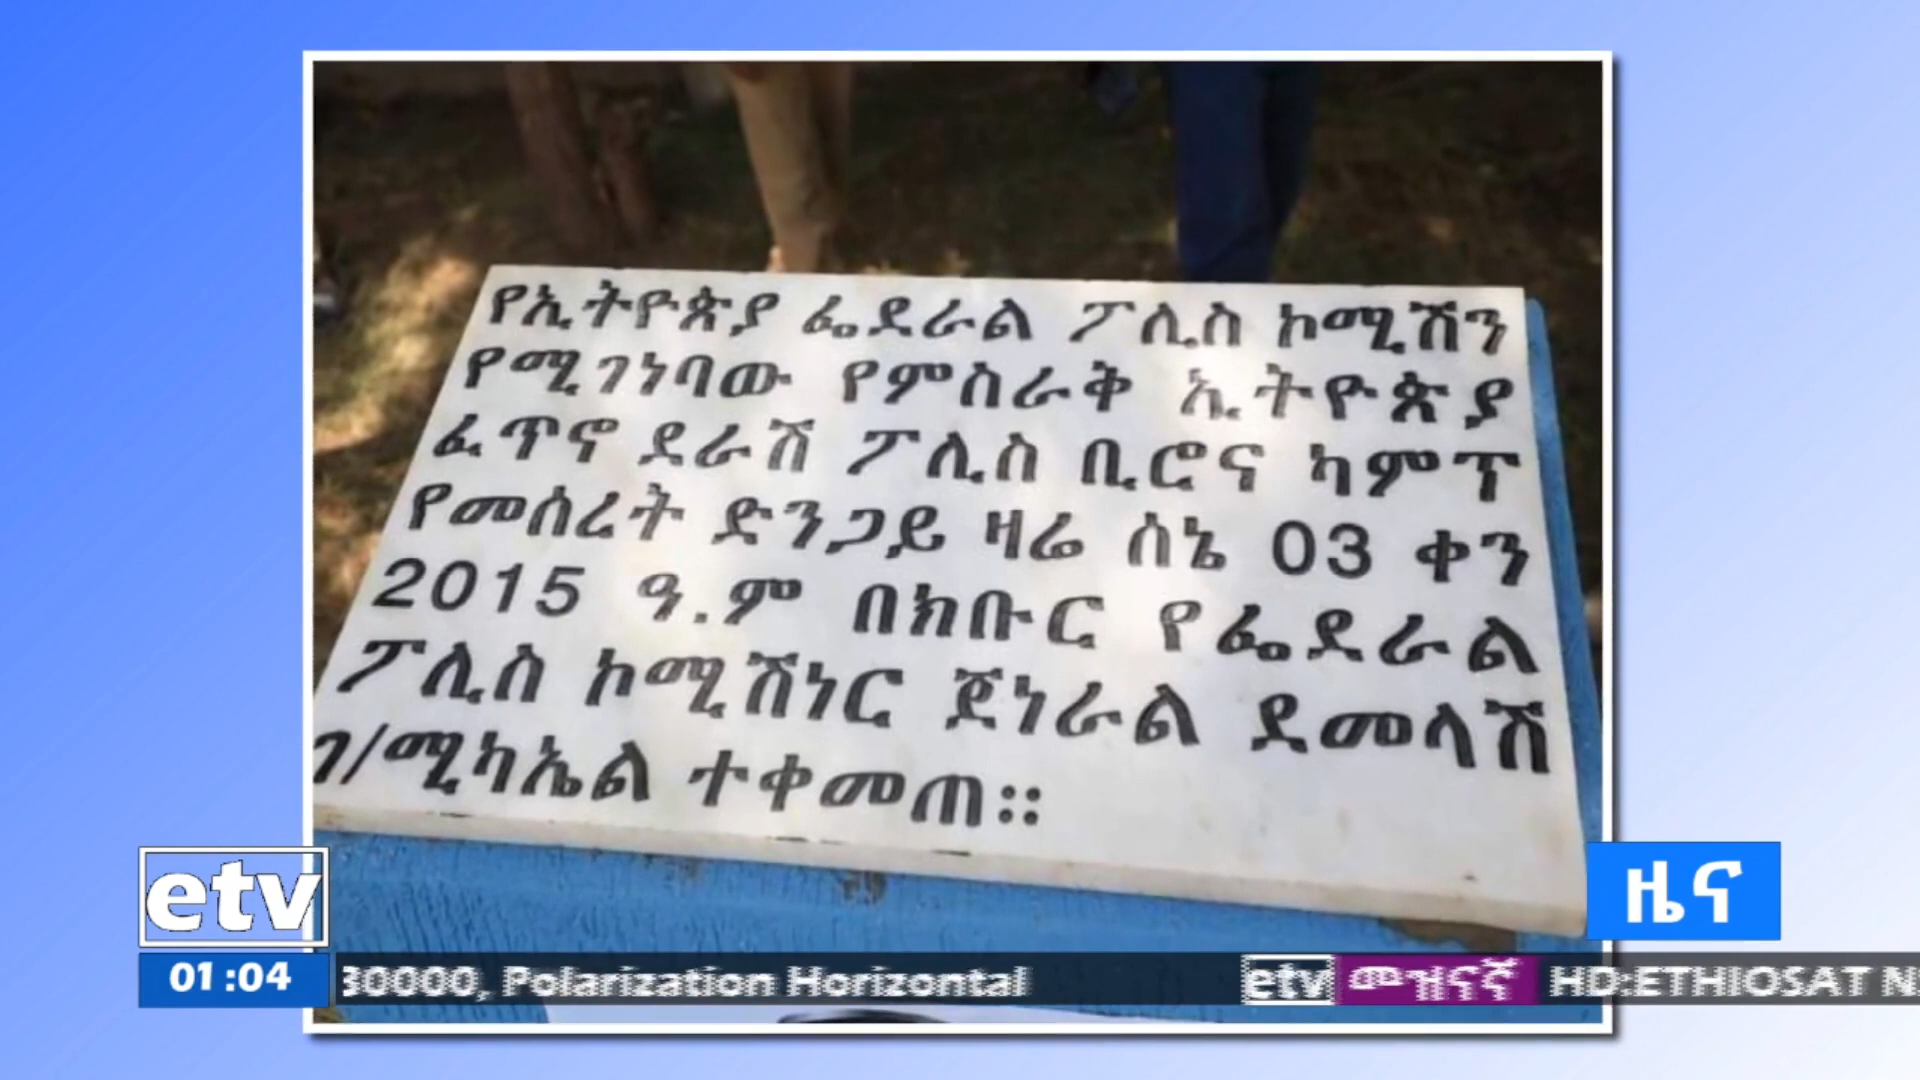 የኢትዮጵያ ፌደራል ፖሊስ ኮሚሽን
የሚገነባው የምስራቅ ኢትዮጵያ
ፈጥኖ ደራሽ ፖሊስ ቢሮና ካምፕ
የመሰረት ድንጋይ ዛሬ ሰኔ 03 ቀን
2015 ዓ.ም በክቡር የፌደራል
ፖሊስ ኮሚሽነር ጀነራል ደመላሽ
ገ/ሚካኤል ተቀመጠ።
etv
ዜና
01:04
30000, Polarization Horizontal etv መዝናኛ HD:ETHIOSAT